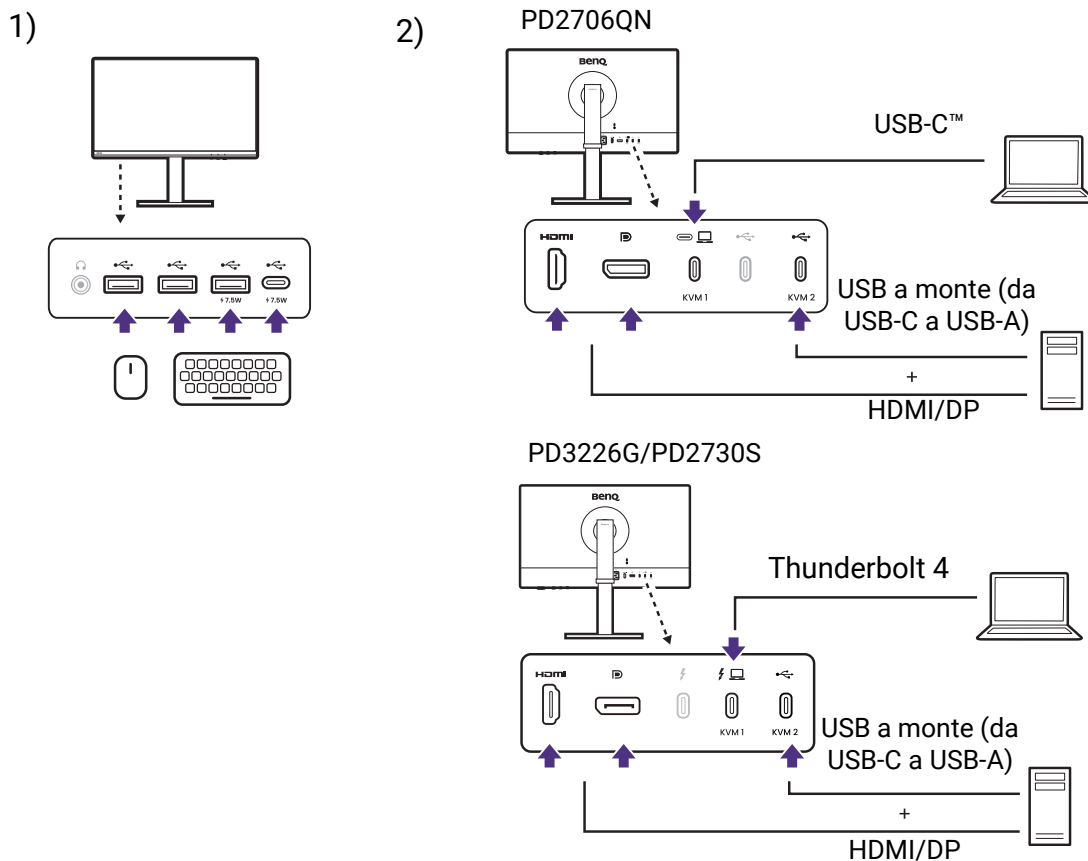 1)
2)
PD2706QN
BenQ
USB-C™
HDMI
KVM 1
KVM 2
⚡7.5W
⚡7.5W
USB a monte (da
USB-C a USB-A)
+
HDMI/DP
PD3226G/PD2730S
BenQ
Thunderbolt 4
HDMI
KVM 1
KVM 2
USB a monte (da
USB-C a USB-A)
+
HDMI/DP